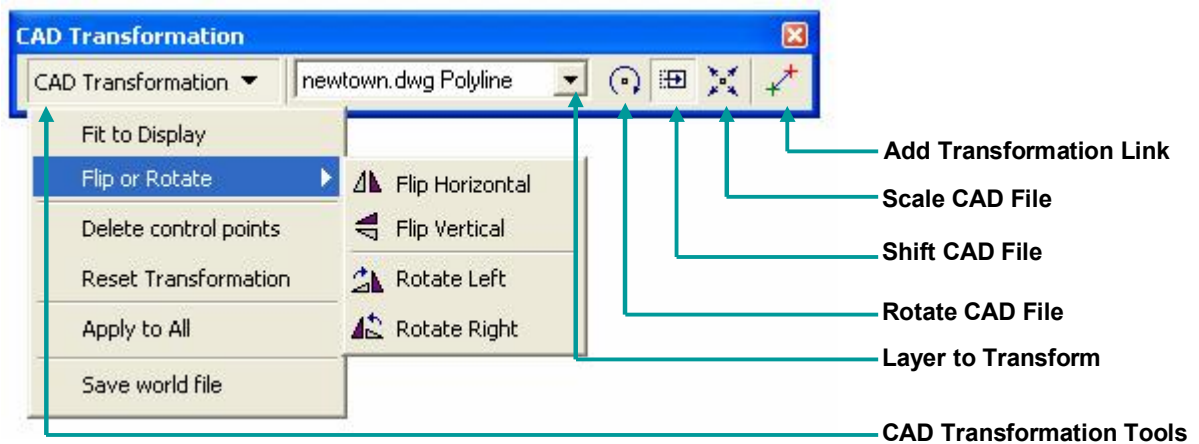 CAD Transformation
CAD Transformation
newtown.dwg Polyline
Fit to Display
Flip or Rotate
Delete control points
Reset Transformation
Apply to All
Save world file
Flip Horizontal
Flip Vertical
Rotate Left
Rotate Right
Add Transformation Link
Scale CAD File
Shift CAD File
Rotate CAD File
Layer to Transform
CAD Transformation Tools